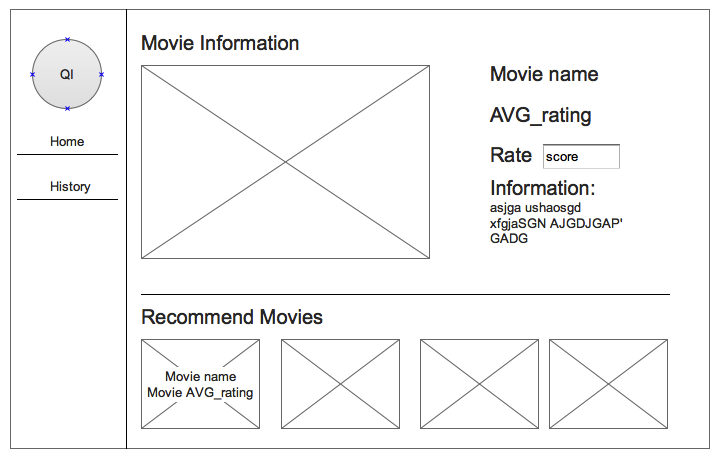 QI
Home
History
Movie Information
Movie name
AVG_rating
Rate score
Information:
asjga ushaosgd
xfgjaSGN AJGDJGAP'
GADG
Recommend Movies
Movie name
Movie AVG_rating